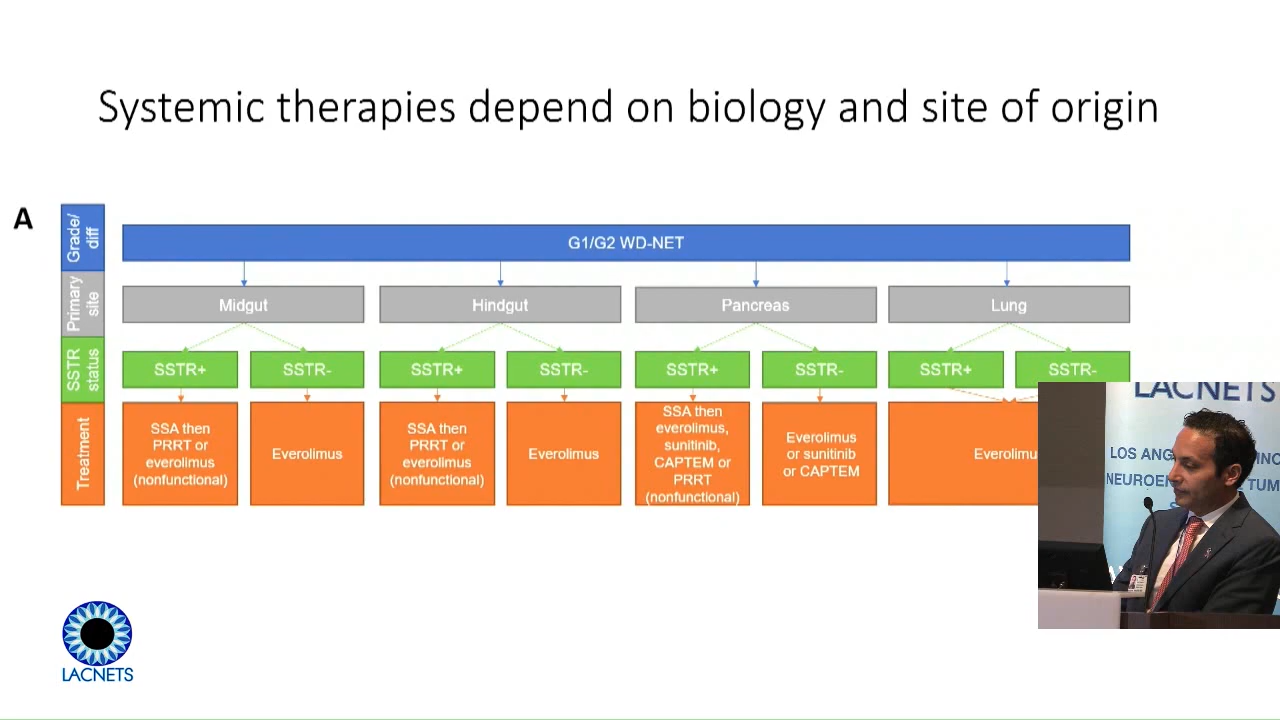 Systemic therapies depend on biology and site of origin
A
Grade/
diff
G1/G2 WD-NET
Primary
site
Midgut
Hindgut
Pancreas
Lung
SSTR
status
SSTR+
SSTR-
SSTR+
SSTR-
SSTR+
SSTR-
SSTR+
SSTR-
Treatment
SSA then
PRRT or
everolimus
(nonfunctional)
Everolimus
SSA then
PRRT or
everolimus
(nonfunctional)
Everolimus
SSA then
everolimus,
sunitinib,
CAPTEM or
PRRT
(nonfunctional)
Everolimus
or sunitinib
or CAPTEM
Everolimu
LACNETS
LOS ANG
NEUROEN
TUM
LACNETS